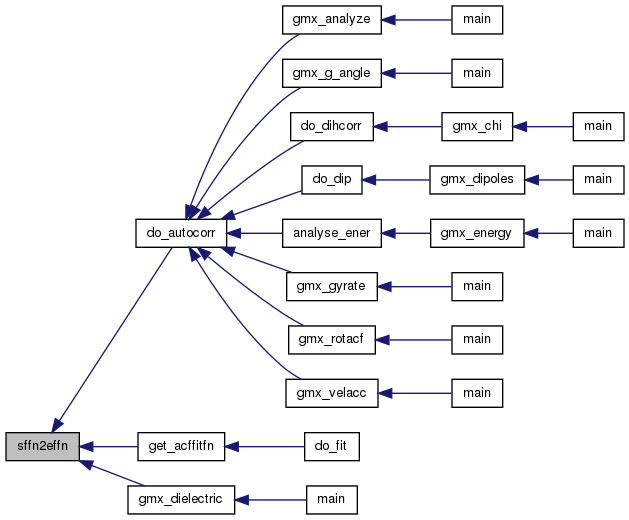 gmx_analyze main
gmx_g_angle main
do_dihcorr gmx_chi main
do_dip gmx_dipoles main
do_autocorr analyse_ener gmx_energy main
gmx_gyrate main
gmx_rotacf main
gmx_velacc main
sffn2effn get_acffitfn do_fit
gmx_dielectric main